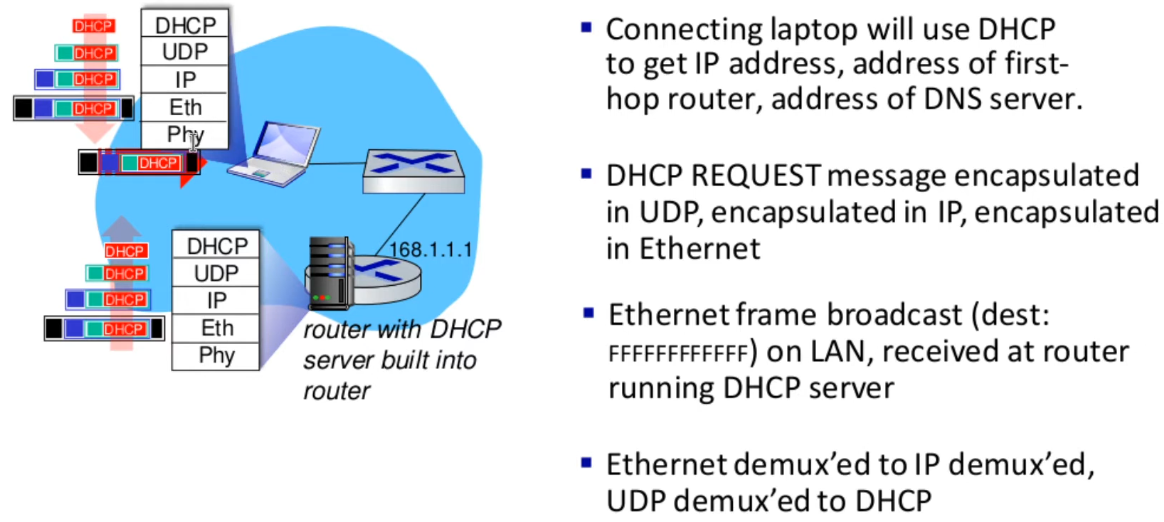 DHCP
DHCP
DHCP
DHCP
DHCP
DHCP
UDP
IP
Eth
Phy
DHCP
DHCP
DHCP
DHCP
DHCP
UDP
IP
Eth
Phy
168.1.1.1
router with DHCP
server built into
router
▪ Connecting laptop will use DHCP
to get IP address, address of first-
hop router, address of DNS server.
▪ DHCP REQUEST message encapsulated
in UDP, encapsulated in IP, encapsulated
in Ethernet
▪ Ethernet frame broadcast (dest:
FFFFFFFFFFFF) on LAN, received at router
running DHCP server
▪ Ethernet demux’ed to IP demux’ed,
UDP demux’ed to DHCP